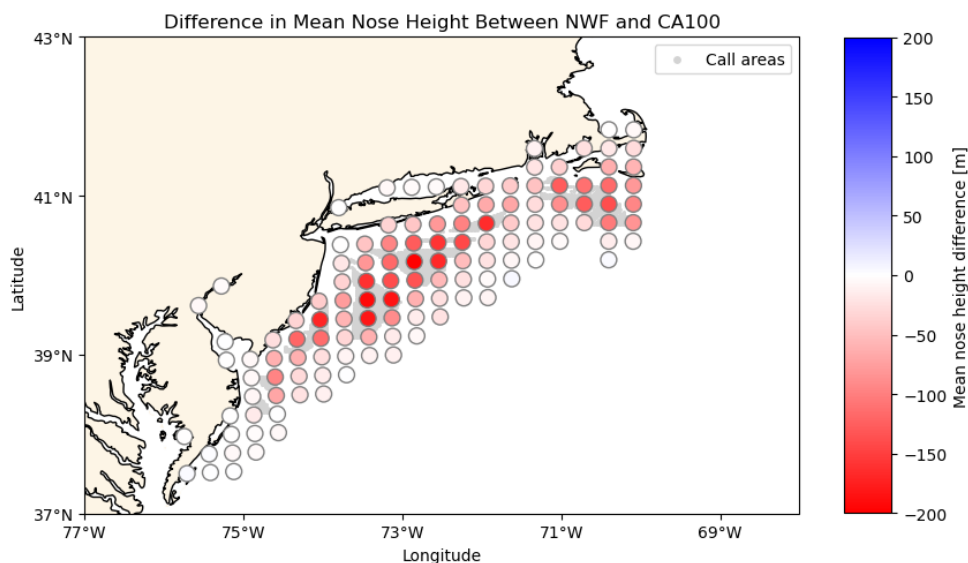 Difference in Mean Nose Height Between NWF and CA100
43°N
41°N
39°N
37°N
Latitude
77°W
75°W
73°W
71°W
69°W
Longitude
Call areas
200
150
100
50
0
−50
−100
−150
−200
Mean nose height difference [m]